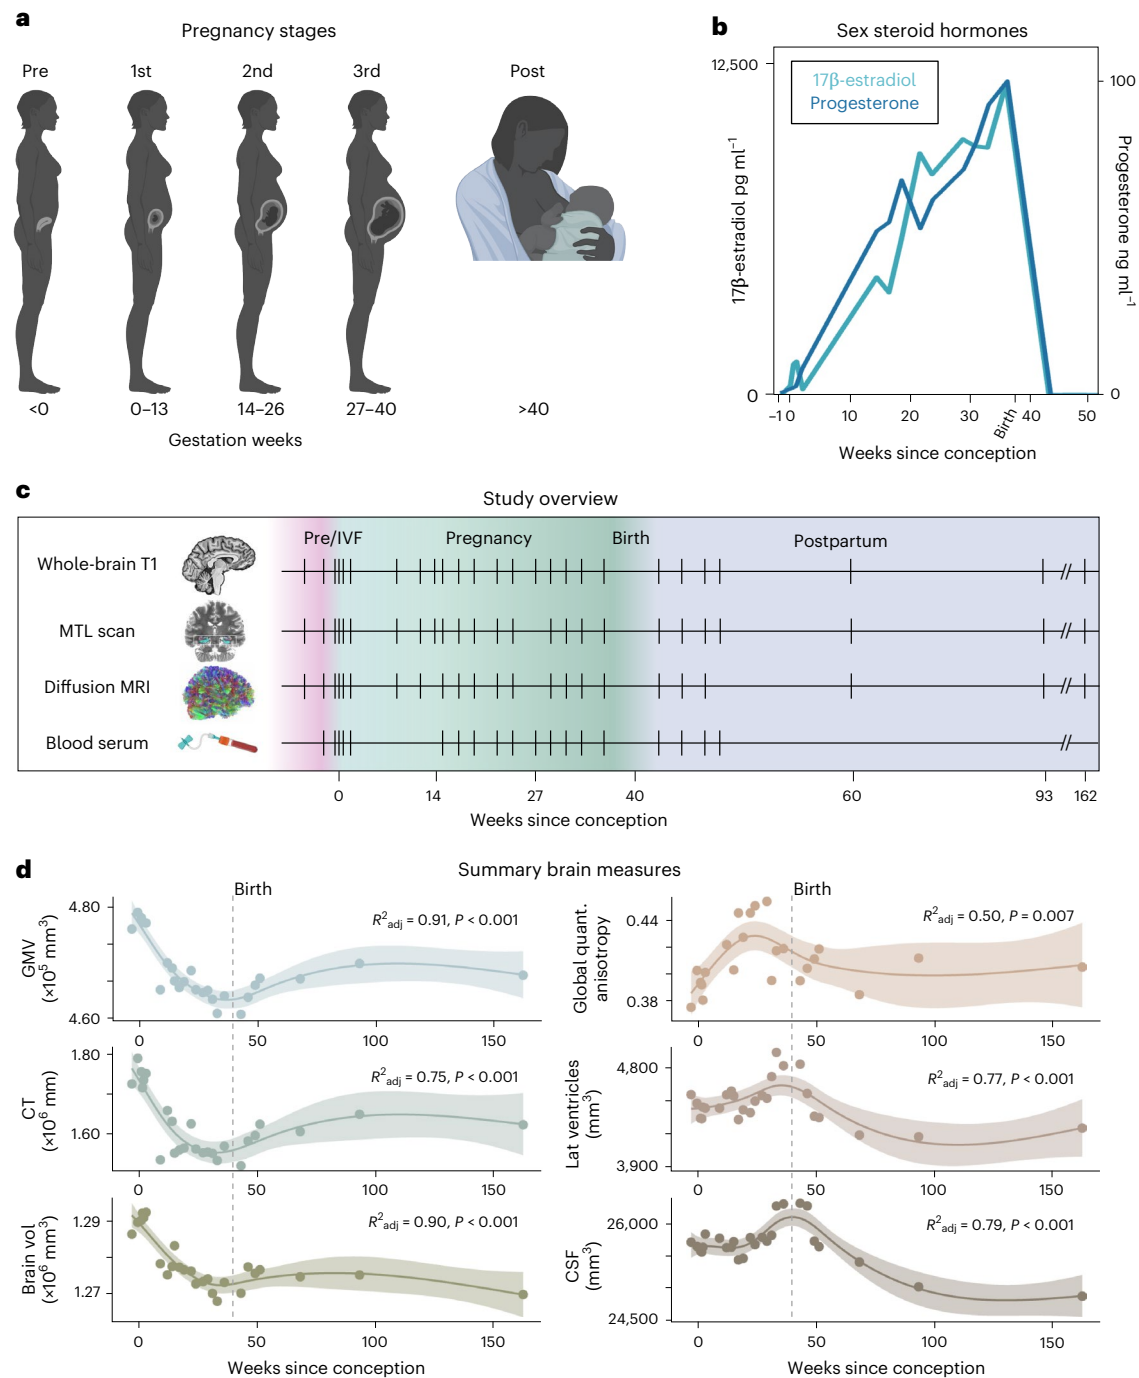 a
Pregnancy stages
Pre 1st 2nd 3rd Post
<0 0–13 14–26 27–40 >40
Gestation weeks
b
Sex steroid hormones
17β-estradiol
Progesterone
12,500
0
17β-estradiol pg ml⁻¹
100
0
Progesterone ng ml⁻¹
–1 0 10 20 30 Birth 40 50
Weeks since conception
c
Study overview
Pre/IVF Pregnancy Birth Postpartum
Whole-brain T1
MTL scan
Diffusion MRI
Blood serum
0 14 27 40 60 93 162
Weeks since conception
d
Summary brain measures
Birth
GMV
(×10⁵ mm³)
4.80
4.60
R²adj = 0.91, P < 0.001
0 50 100 150
CT
(×10⁶ mm)
1.80
1.60
R²adj = 0.75, P < 0.001
0 50 100 150
Brain vol
(×10⁶ mm³)
1.29
1.27
R²adj = 0.90, P < 0.001
0 50 100 150
Weeks since conception
Birth
Global quant.
anisotropy
0.44
0.38
R²adj = 0.50, P = 0.007
0 50 100 150
Lat ventricles
(mm³)
4,800
3,900
R²adj = 0.77, P < 0.001
0 50 100 150
CSF
(mm³)
26,000
24,500
R²adj = 0.79, P < 0.001
0 50 100 150
Weeks since conception